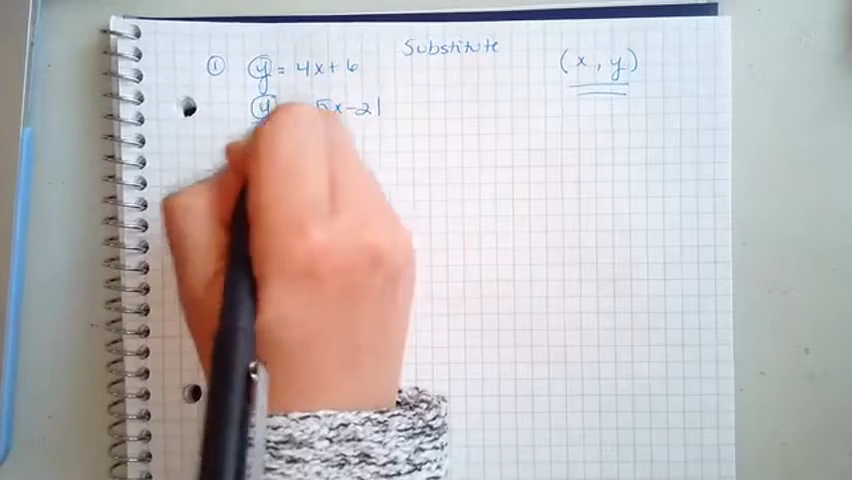 Substitute
① y = 4x + 6
(x, y)
y 5x - 21